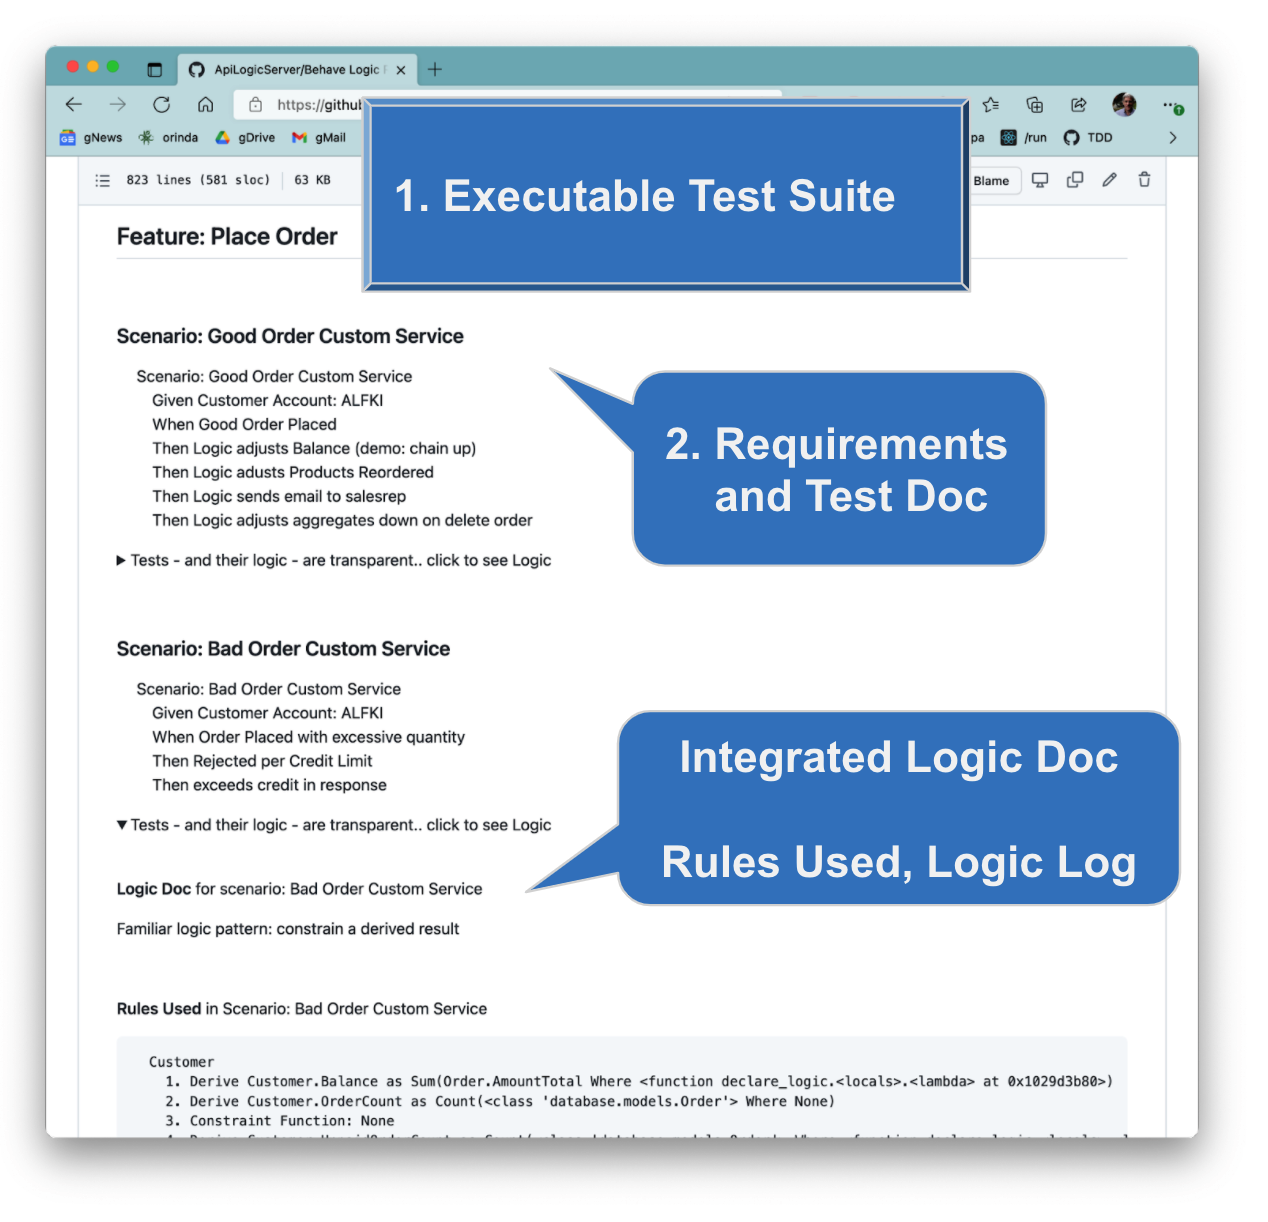 ApiLogicServer/Behave Logic
https://githu
gNews orinda gDrive gMail pa /run TDD
823 lines (581 sloc) 63 KB Blame
1. Executable Test Suite
Feature: Place Order
Scenario: Good Order Custom Service
Scenario: Good Order Custom Service
Given Customer Account: ALFKI
When Good Order Placed
Then Logic adjusts Balance (demo: chain up)
Then Logic adusts Products Reordered
Then Logic sends email to salesrep
Then Logic adjusts aggregates down on delete order
2. Requirements
and Test Doc
▶ Tests - and their logic - are transparent.. click to see Logic
Scenario: Bad Order Custom Service
Scenario: Bad Order Custom Service
Given Customer Account: ALFKI
When Order Placed with excessive quantity
Then Rejected per Credit Limit
Then exceeds credit in response
▼ Tests - and their logic - are transparent.. click to see Logic
Integrated Logic Doc
Rules Used, Logic Log
Logic Doc for scenario: Bad Order Custom Service
Familiar logic pattern: constrain a derived result
Rules Used in Scenario: Bad Order Custom Service
Customer
1. Derive Customer.Balance as Sum(Order.AmountTotal Where <function declare_logic.<locals>.<lambda> at 0x1029d3b80>)
2. Derive Customer.OrderCount as Count(<class 'database.models.Order'> Where None)
3. Constraint Function: None